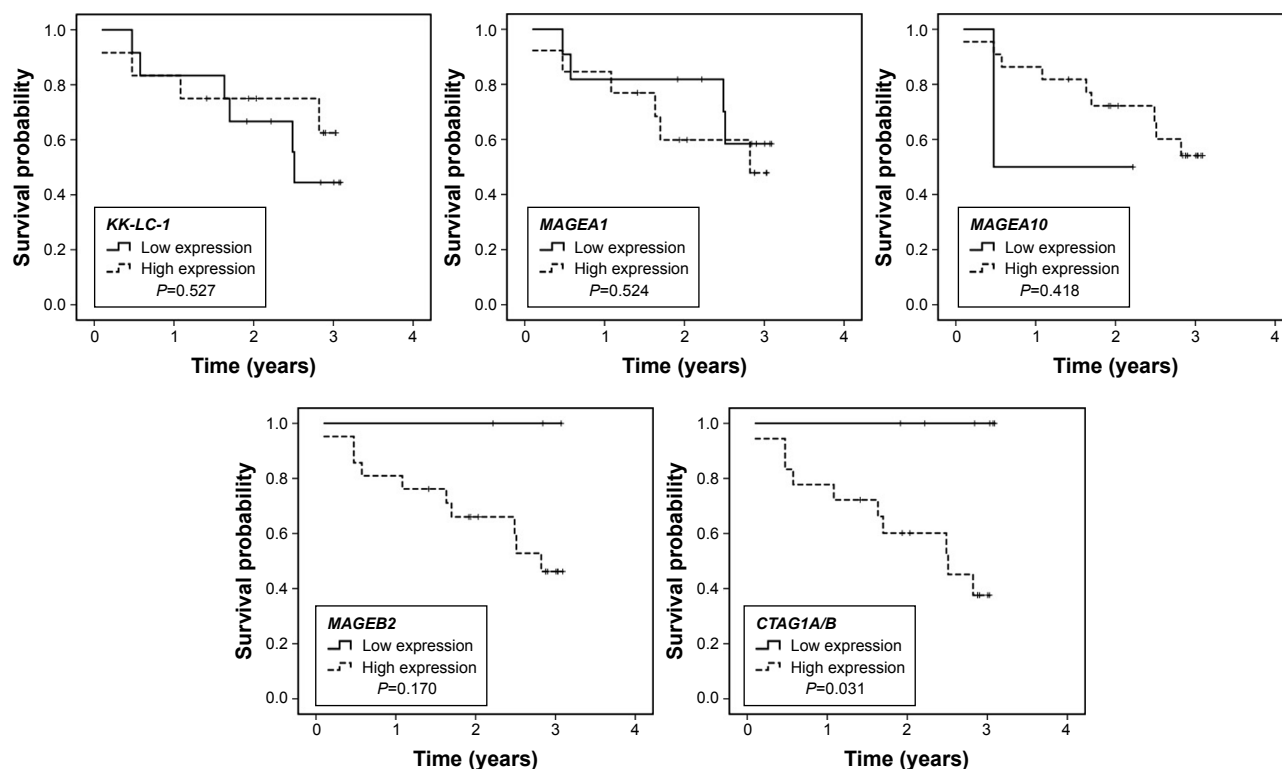 Survival probability
1.0
0.8
0.6
0.4
0.2
0.0
KK-LC-1
Low expression
High expression
P=0.527
0 1 2 3 4
Time (years)
Survival probability
1.0
0.8
0.6
0.4
0.2
0.0
MAGEA1
Low expression
High expression
P=0.524
0 1 2 3 4
Time (years)
Survival probability
1.0
0.8
0.6
0.4
0.2
0.0
MAGEA10
Low expression
High expression
P=0.418
0 1 2 3 4
Time (years)
Survival probability
1.0
0.8
0.6
0.4
0.2
0.0
MAGEB2
Low expression
High expression
P=0.170
0 1 2 3 4
Time (years)
Survival probability
1.0
0.8
0.6
0.4
0.2
0.0
CTAG1A/B
Low expression
High expression
P=0.031
0 1 2 3 4
Time (years)